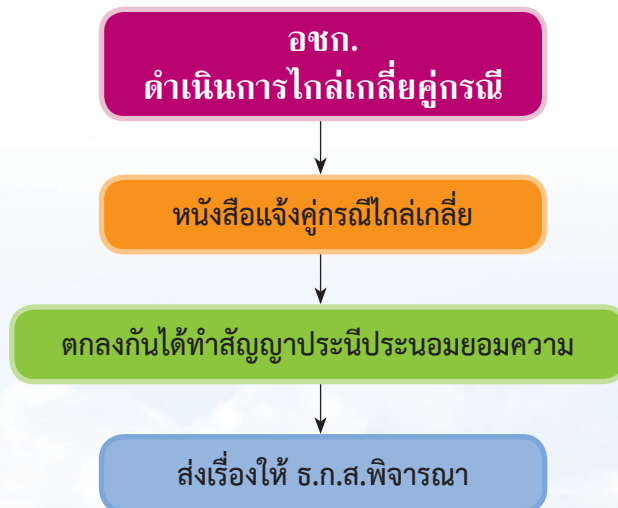 อชก.
ดำเนินการไกล่เกลี่ยคู่กรณี
หนังสือแจ้งคู่กรณีไกล่เกลี่ย
ตกลงกันได้ทำสัญญาประนีประนอมยอมความ
ส่งเรื่องให้ ธ.ก.ส.พิจารณา